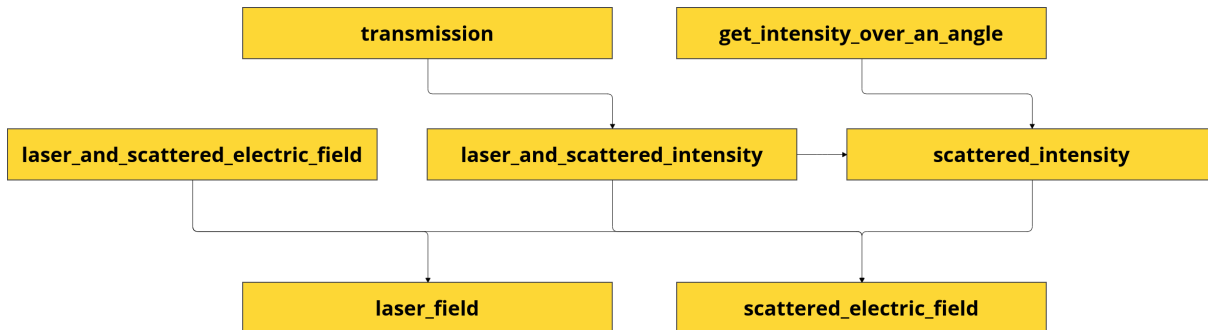 transmission
get_intensity_over_an_angle
laser_and_scattered_electric_field
laser_and_scattered_intensity
scattered_intensity
laser_field
scattered_electric_field